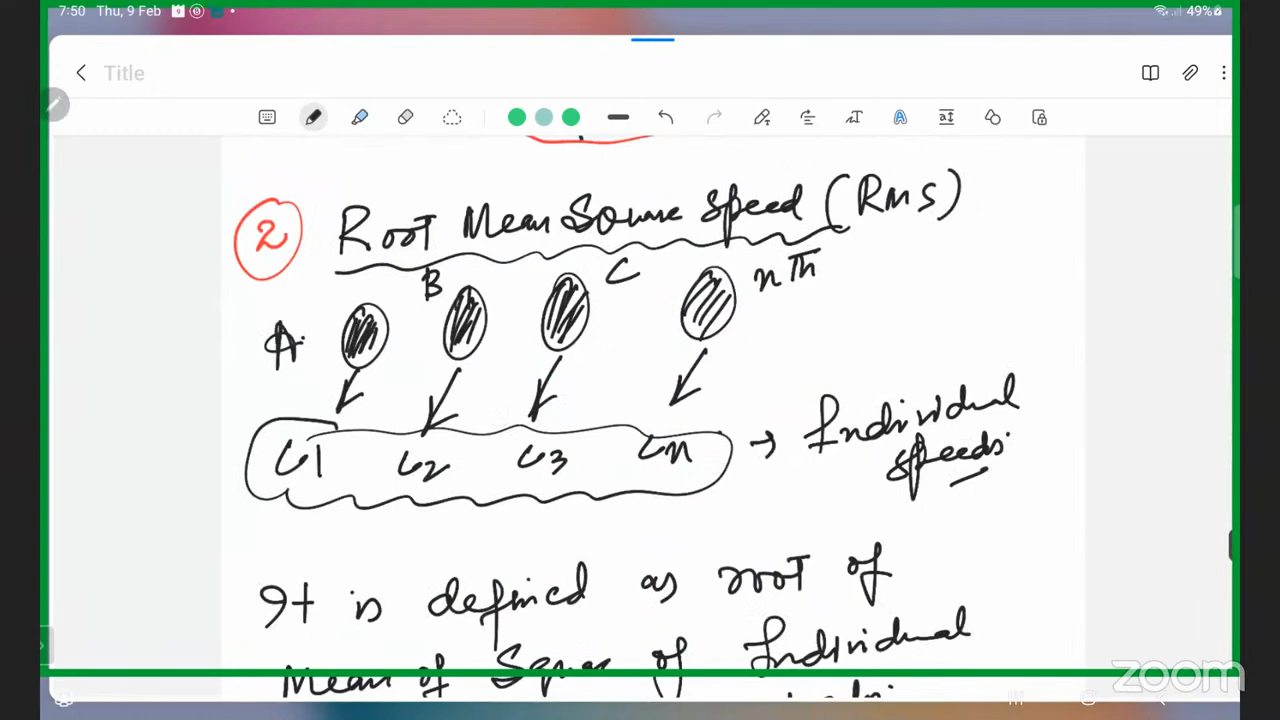 7:50 Thu, 9 Feb 49%
Title
2 Root Mean Square Speed (RMS)
B C nTh
A
C1 C2 C3 Cn → Individual
speeds
It is defined as root of
Mean of Square of Individual
zoom